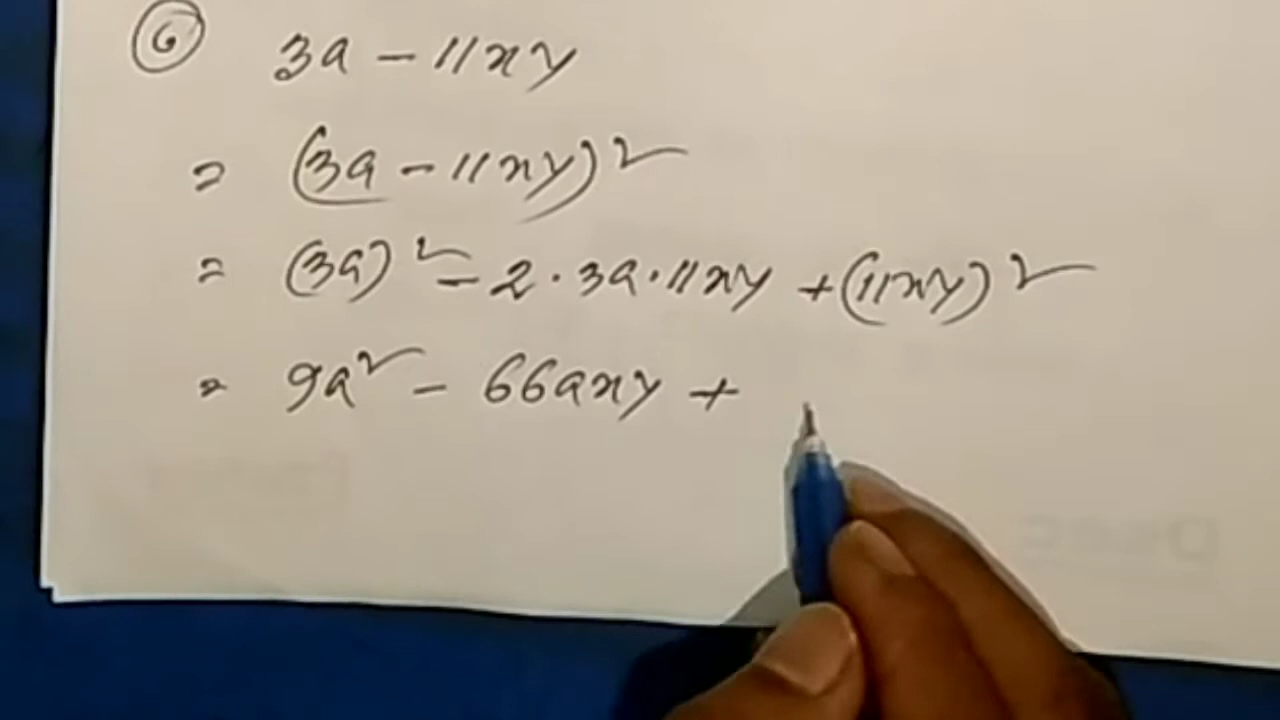 ⑥ 3a - 11xy
= (3a - 11xy)²
= (3a)² - 2·3a·11xy + (11xy)²
= 9a² - 66axy +